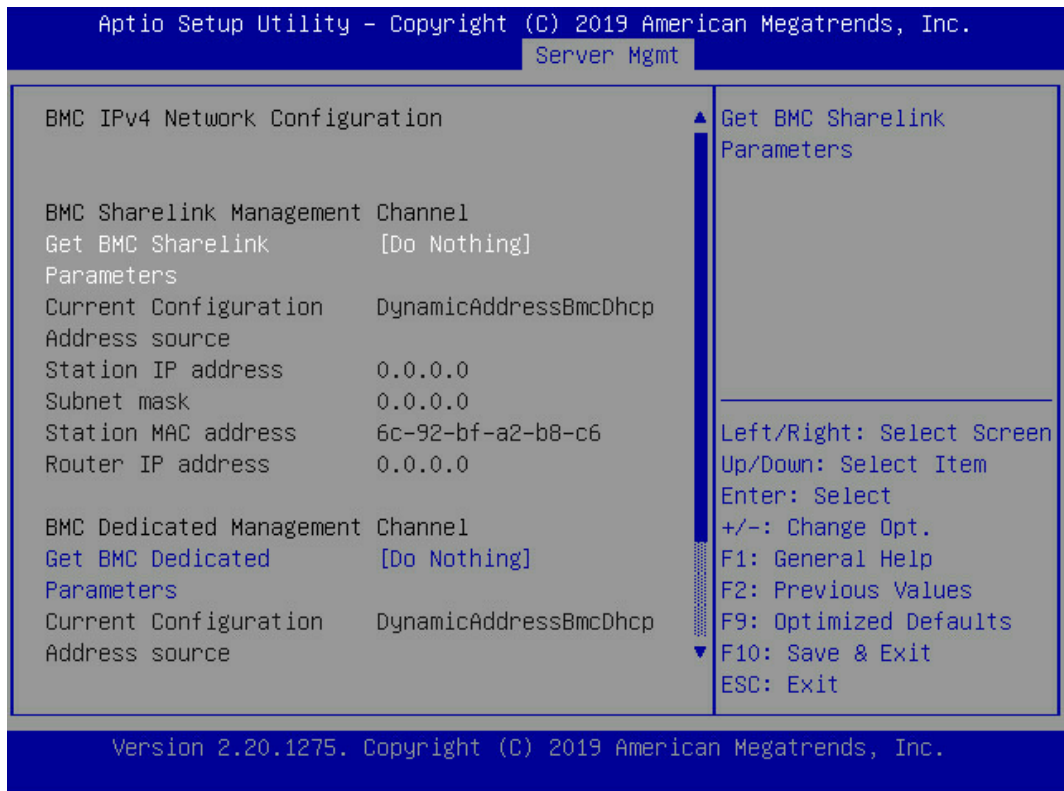 Aptio Setup Utility – Copyright (C) 2019 American Megatrends, Inc.
Server Mgmt
BMC IPv4 Network Configuration
BMC Sharelink Management Channel
Get BMC Sharelink [Do Nothing]
Parameters
Current Configuration DynamicAddressBmcDhcp
Address source
Station IP address 0.0.0.0
Subnet mask 0.0.0.0
Station MAC address 6c-92-bf-a2-b8-c6
Router IP address 0.0.0.0
BMC Dedicated Management Channel
Get BMC Dedicated [Do Nothing]
Parameters
Current Configuration DynamicAddressBmcDhcp
Address source
Get BMC Sharelink
Parameters
Left/Right: Select Screen
Up/Down: Select Item
Enter: Select
+/-: Change Opt.
F1: General Help
F2: Previous Values
F9: Optimized Defaults
F10: Save & Exit
ESC: Exit
Version 2.20.1275. Copyright (C) 2019 American Megatrends, Inc.